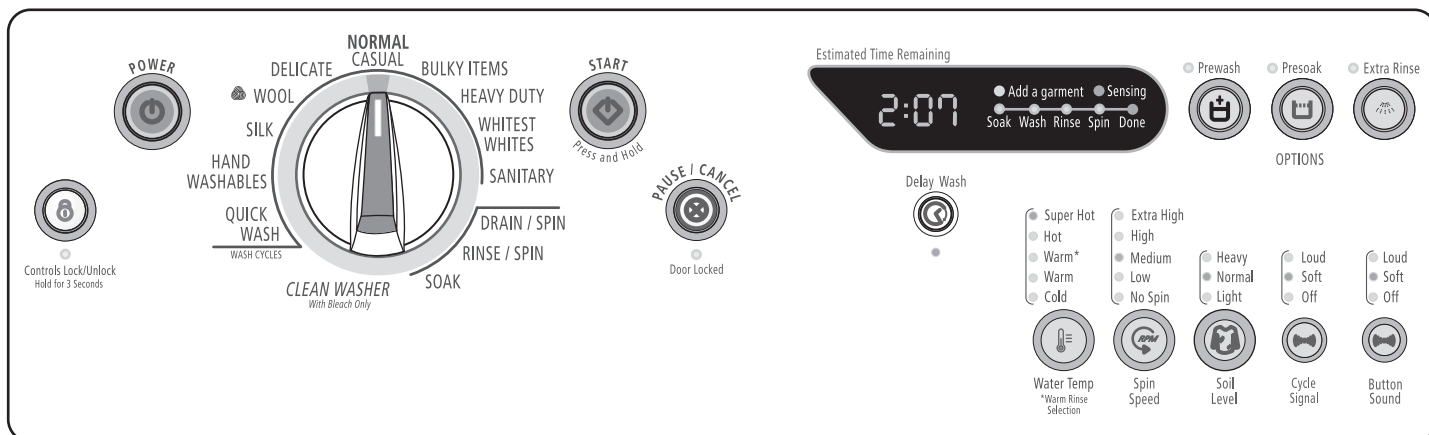 POWER
Controls Lock/Unlock
Hold for 3 Seconds
NORMAL
CASUAL
DELICATE
WOOL
SILK
HAND
WASHABLES
QUICK
WASH
WASH CYCLES
BULKY ITEMS
HEAVY DUTY
WHITEST
WHITES
SANITARY
DRAIN / SPIN
RINSE / SPIN
SOAK
CLEAN WASHER
With Bleach Only
START
Press and Hold
PAUSE / CANCEL
Door Locked
Estimated Time Remaining
2:07
Add a garment
Sensing
Soak Wash Rinse Spin Done
Delay Wash
Prewash
Presoak
Extra Rinse
OPTIONS
Super Hot
Hot
Warm*
Warm
Cold
Water Temp
*Warm Rinse
Selection
Extra High
High
Medium
Low
No Spin
RPM
Spin
Speed
Heavy
Normal
Light
Soil
Level
Loud
Soft
Off
Cycle
Signal
Loud
Soft
Off
Button
Sound